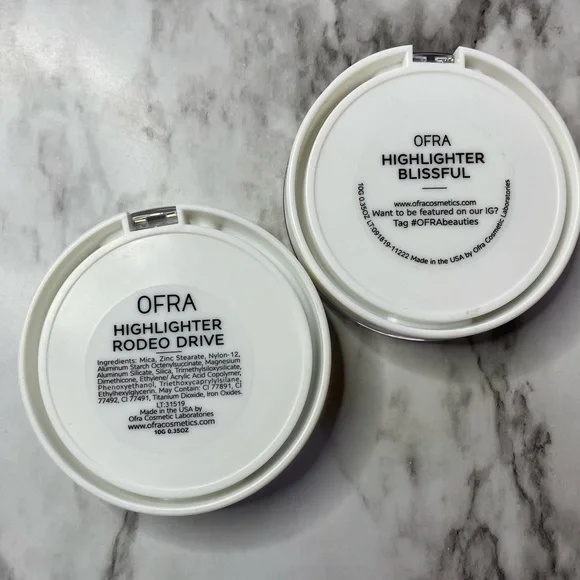 OFRA
HIGHLIGHTER
RODEO DRIVE
Ingredients: Mica, Zinc Stearate, Nylon-12,
Aluminum Starch Octenylsuccinate, Magnesium
Aluminum Silicate, Silica, Trimethylsiloxysilicate,
Dimethicone, Ethylene/ Acrylic Acid Copolymer,
Phenoxyethanol, Triethoxycaprylylsilane,
Ethylhexylglycerin. May Contain: CI 77891, CI
77492, CI 77491, Titanium Dioxide, Iron Oxides.
LT:31519
Made in the USA by
Ofra Cosmetic Laboratories
www.ofracosmetics.com
10G 0.35OZ
OFRA
HIGHLIGHTER
BLISSFUL
www.ofracosmetics.com
Want to be featured on our IG?
Tag #OFRAbeauties
10G 0.35OZ LT:091819-11222 Made in the USA by Ofra Cosmetic Laboratories